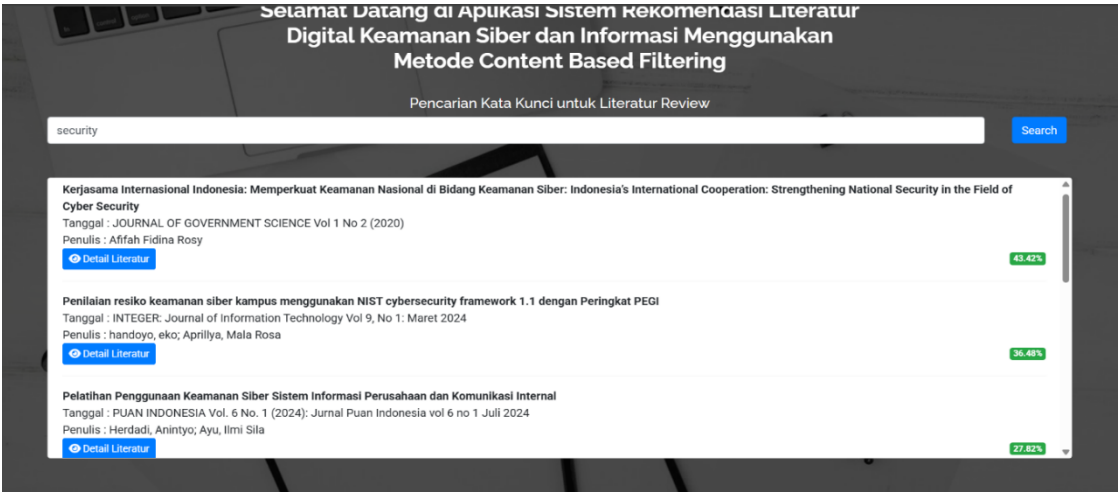 Selamat Datang di Aplikasi Sistem Rekomendasi Literatur
Digital Keamanan Siber dan Informasi Menggunakan
Metode Content Based Filtering
Pencarian Kata Kunci untuk Literatur Review
security
Search
Kerjasama Internasional Indonesia: Memperkuat Keamanan Nasional di Bidang Keamanan Siber: Indonesia's International Cooperation: Strengthening National Security in the Field of
Cyber Security
Tanggal : JOURNAL OF GOVERNMENT SCIENCE Vol 1 No 2 (2020)
Penulis : Afifah Fidina Rosy
Detail Literatur
43.42%
Penilaian resiko keamanan siber kampus menggunakan NIST cybersecurity framework 1.1 dengan Peringkat PEGI
Tanggal : INTEGER: Journal of Information Technology Vol 9, No 1: Maret 2024
Penulis : handoyo, eko; Aprillya, Mala Rosa
Detail Literatur
36.48%
Pelatihan Penggunaan Keamanan Siber Sistem Informasi Perusahaan dan Komunikasi Internal
Tanggal : PUAN INDONESIA Vol. 6 No. 1 (2024): Jurnal Puan Indonesia vol 6 no 1 Juli 2024
Penulis : Herdadi, Anintyo; Ayu, Ilmi Sila
Detail Literatur
27.82%